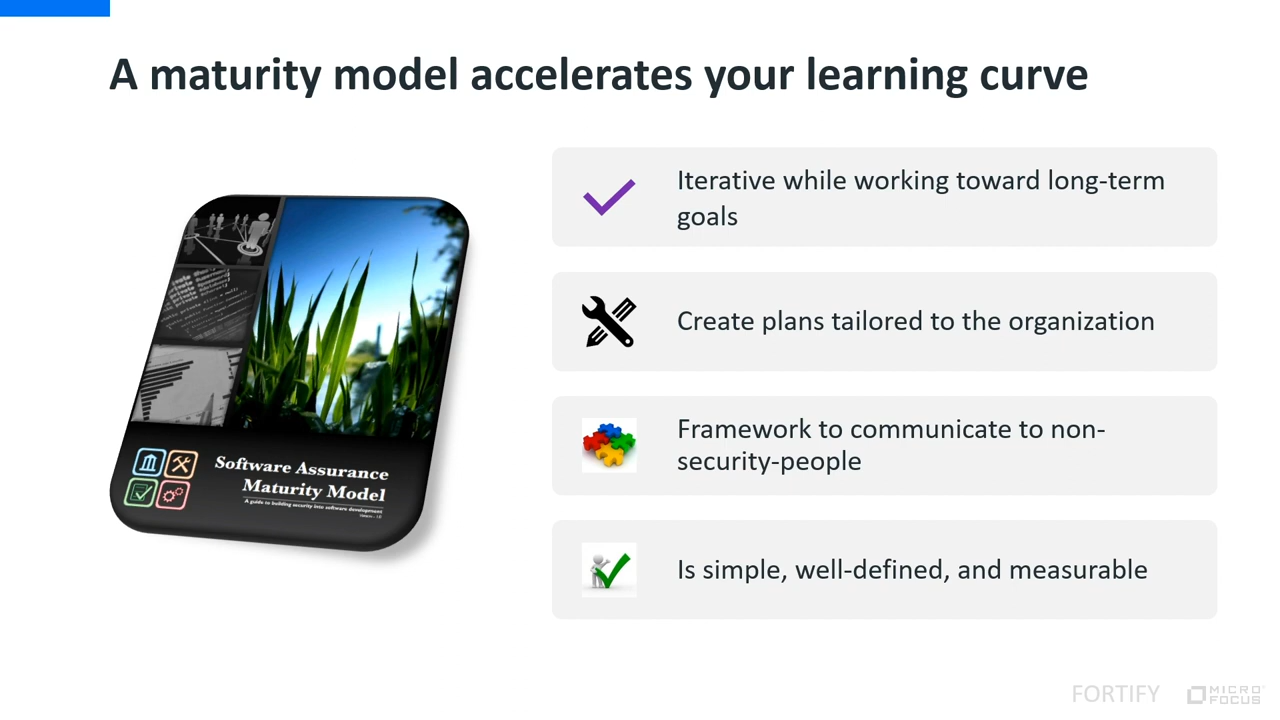 A maturity model accelerates your learning curve
Iterative while working toward long-term
goals
Create plans tailored to the organization
Framework to communicate to non-
security-people
Is simple, well-defined, and measurable
Software Assurance
Maturity Model
A guide to building security into software development
FORTIFY
MICRO
FOCUS